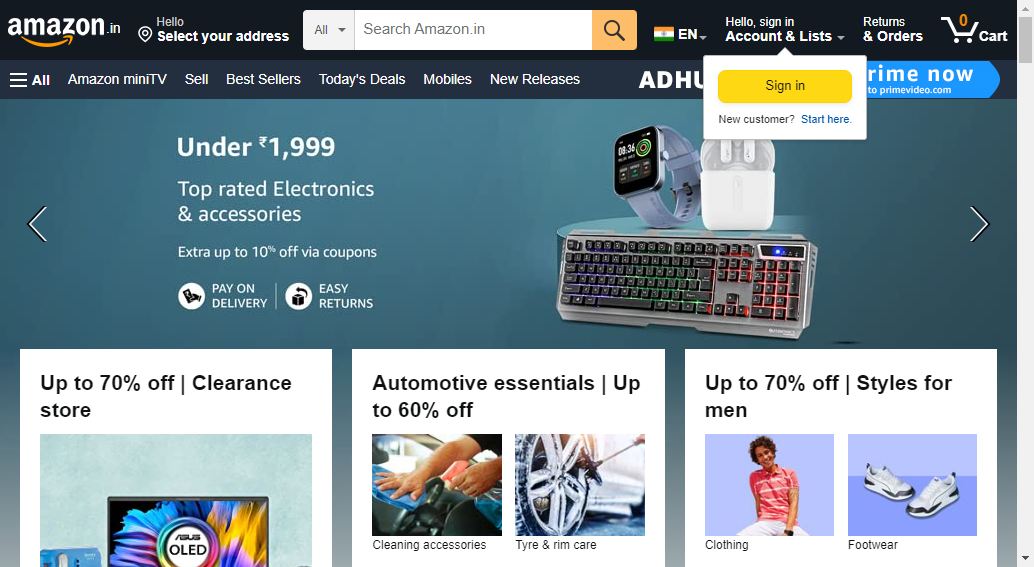 amazon.in
Hello
Select your address
All
Search Amazon.in
EN
Hello, sign in
Account & Lists
Returns
& Orders
0
Cart
All
Amazon miniTV
Sell
Best Sellers
Today's Deals
Mobiles
New Releases
Sign in
New customer? Start here.
now
to primevideo.com
Under ₹1,999
Top rated Electronics
& accessories
Extra up to 10% off via coupons
PAY ON
DELIVERY
EASY
RETURNS
08:36
Up to 70% off | Clearance
store
Automotive essentials | Up
to 60% off
Up to 70% off | Styles for
men
ASUS
OLED
Cleaning accessories
Tyre & rim care
Clothing
Footwear